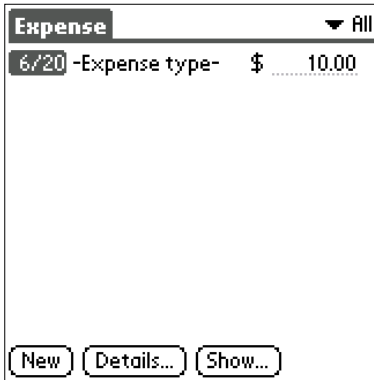 Expense All
6/20 -Expense type- $ 10.00
New Details... Show...